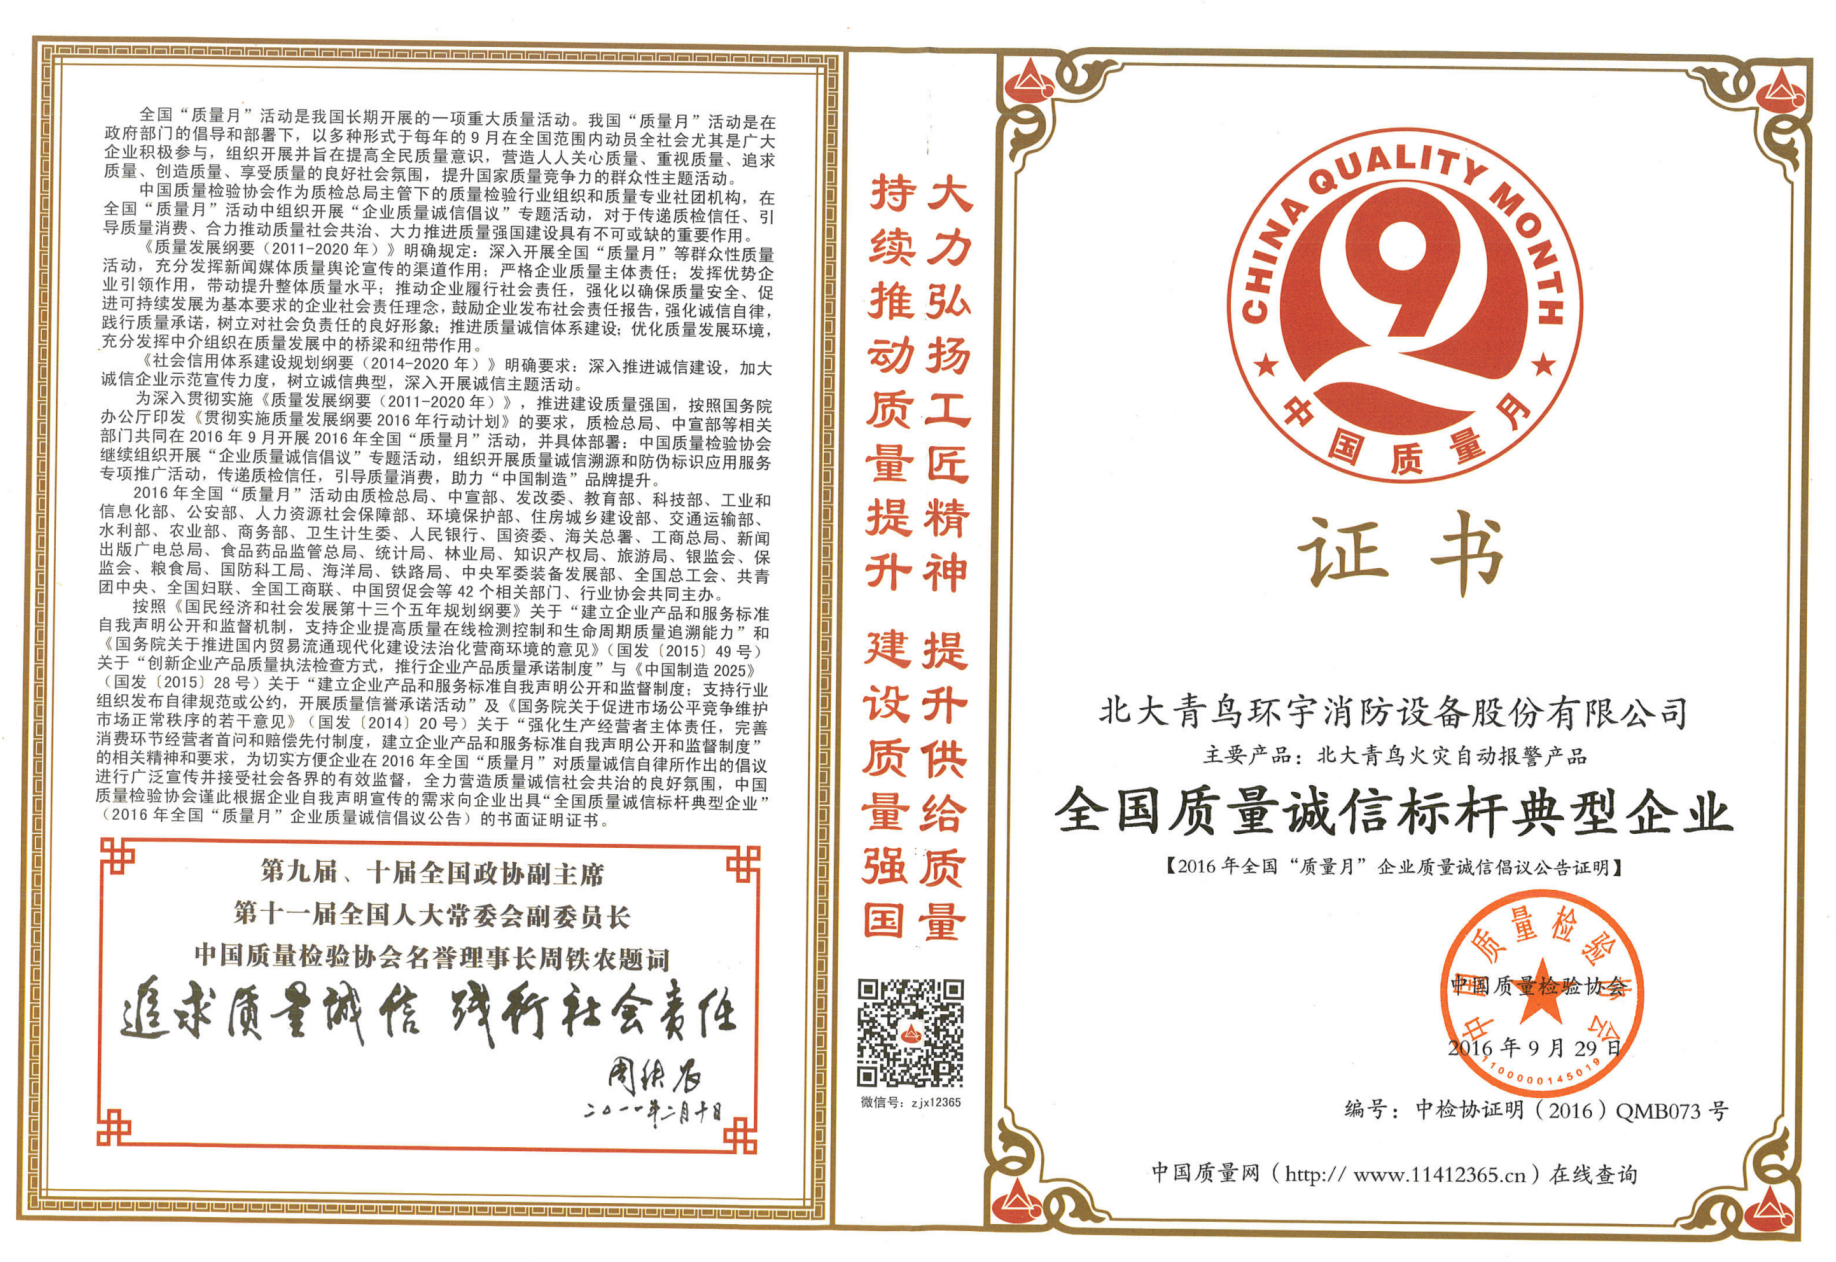 全国“质量月”活动是我国长期开展的一项重大质量活动。我国“质量月”活动是在
政府部门的倡导和部署下，以多种形式于每年的9月在全国范围内动员全社会尤其是广大
企业积极参与，组织开展并旨在提高全民质量意识，营造人人关心质量、重视质量、追求
质量、创造质量、享受质量的良好社会氛围，提升国家质量竞争力的群众性主题活动。
中国质量检验协会作为质检总局主管下的质量检验行业组织和质量专业社团机构，在
全国“质量月”活动中组织开展“企业质量诚信倡议”专题活动，对于传递质检信任、引
导质量消费、合力推动质量社会共治、大力推进质量强国建设具有不可或缺的重要作用。
《质量发展纲要（2011-2020年）》明确规定：深入开展全国“质量月”等群众性质量
活动，充分发挥新闻媒体质量舆论宣传的渠道作用；严格企业质量主体责任；发挥优势企
业引领作用，带动提升整体质量水平；推动企业履行社会责任，强化以确保质量安全、促
进可持续发展为基本要求的企业社会责任理念，鼓励企业发布社会责任报告，强化诚信自律，
践行质量承诺，树立对社会负责任的良好形象；推进质量诚信体系建设；优化质量发展环境，
充分发挥中介组织在质量发展中的桥梁和纽带作用。
《社会信用体系建设规划纲要（2014-2020年）》明确要求：深入推进诚信建设，加大
诚信企业示范宣传力度，树立诚信典型，深入开展诚信主题活动。
为深入贯彻实施《质量发展纲要（2011-2020年）》，推进建设质量强国，按照国务院
办公厅印发《贯彻实施质量发展纲要2016年行动计划》的要求，质检总局、中宣部等相关
部门共同在2016年9月开展2016年全国“质量月”活动，并具体部署：中国质量检验协会
继续组织开展“企业质量诚信倡议”专题活动，组织开展质量诚信溯源和防伪标识应用服务
专项推广活动，传递质检信任，引导质量消费，助力“中国制造”品牌提升。
2016年全国“质量月”活动由质检总局、中宣部、发改委、教育部、科技部、工业和
信息化部、公安部、人力资源社会保障部、环境保护部、住房城乡建设部、交通运输部、
水利部、农业部、商务部、卫生计生委、人民银行、国资委、海关总署、工商总局、新闻
出版广电总局、食品药品监管总局、统计局、林业局、知识产权局、旅游局、银监会、保
监会、粮食局、国防科工局、海洋局、铁路局、中央军委装备发展部、全国总工会、共青
团中央、全国妇联、全国工商联、中国贸促会等42个相关部门、行业协会共同主办。
按照《国民经济和社会发展第十三个五年规划纲要》关于“建立企业产品和服务标准
自我声明公开和监督机制，支持企业提高质量在线检测控制和生命周期质量追溯能力”和
《国务院关于推进国内贸易流通现代化建设法治化营商环境的意见》（国发〔2015〕49号）
关于“创新企业产品质量执法检查方式，推行企业产品质量承诺制度”与《中国制造2025》
（国发〔2015〕28号）关于“建立企业产品和服务标准自我声明公开和监督制度；支持行业
组织发布自律规范或公约，开展质量信誉承诺活动”及《国务院关于促进市场公平竞争维护
市场正常秩序的若干意见》（国发〔2014〕20号）关于“强化生产经营者主体责任，完善
消费环节经营者首问和赔偿先付制度，建立企业产品和服务标准自我声明公开和监督制度”
的相关精神和要求，为切实方便企业在2016年全国“质量月”对质量诚信自律所作出的倡议
进行广泛宣传并接受社会各界的有效监督，全力营造质量诚信社会共治的良好氛围，中国
质量检验协会谨此根据企业自我声明宣传的需求向企业出具“全国质量诚信标杆典型企业”
（2016年全国“质量月”企业质量诚信倡议公告）的书面证明证书。
第九届、十届全国政协副主席
第十一届全国人大常委会副委员长
中国质量检验协会名誉理事长周铁农题词
追求质量诚信 践行社会责任
周铁农
二〇一一年二月十日
大力弘扬工匠精神 提升供给质量
持续推动质量提升 建设质量强国
微信号：zjx12365
CHINA QUALITY MONTH
9
中国质量月
证书
北大青鸟环宇消防设备股份有限公司
主要产品：北大青鸟火灾自动报警产品
全国质量诚信标杆典型企业
【2016年全国“质量月”企业质量诚信倡议公告证明】
中国质量检验协会
中国质量检验协会
2016年9月29日
1100000145019
编号：中检协证明（2016）QMB073号
中国质量网（http:// www.11412365.cn）在线查询